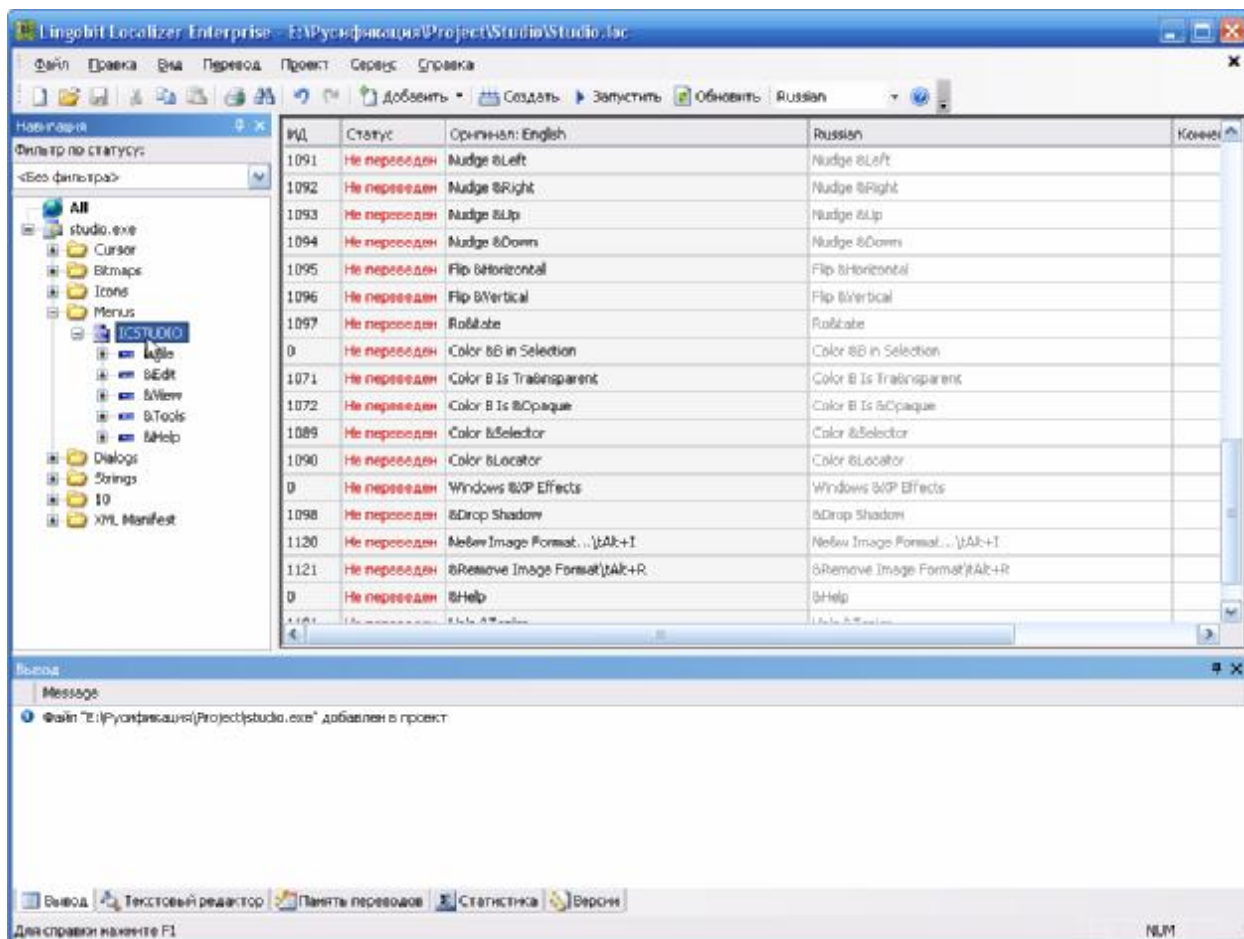 Lingobit Localizer Enterprise - E:\Русификация\Project\Studio\Studio.loc
Файл Правка Вид Перевод Проект Сервис Справка
Добавить Создать Запустить Обновить Russian
Навигация
Фильтр по статусу:
<Без фильтра>
All
studio.exe
Cursor
Bitmaps
Icons
Menus
ICSTUDIO
&File
&Edit
&View
&Tools
&Help
Dialogs
Strings
10
XML Manifest
ИД Статус Оригинал: English Russian
1091 Не переведен Nudge &Left Nudge &Left
1092 Не переведен Nudge &Right Nudge &Right
1093 Не переведен Nudge &Up Nudge &Up
1094 Не переведен Nudge &Down Nudge &Down
1095 Не переведен Flip &Horizontal Flip &Horizontal
1096 Не переведен Flip &Vertical Flip &Vertical
1097 Не переведен Ro&tate Ro&tate
0 Не переведен Color &B in Selection Color &B in Selection
1071 Не переведен Color B Is Tra&nsparent Color B Is Tra&nsparent
1072 Не переведен Color B Is &Opaque Color B Is &Opaque
1089 Не переведен Color &Selector Color &Selector
1090 Не переведен Color &Locator Color &Locator
0 Не переведен Windows &XP Effects Windows &XP Effects
1098 Не переведен &Drop Shadow &Drop Shadow
1120 Не переведен Ne&w Image Format...\tAlt+I Ne&w Image Format...\tAlt+I
1121 Не переведен &Remove Image Format\tAlt+R &Remove Image Format\tAlt+R
0 Не переведен &Help &Help
Вывод
Message
Файл "E:\Русификация\Project\studio.exe" добавлен в проект
Вывод Текстовый редактор Память переводов Статистика Версии
Для справки нажмите F1 NUM